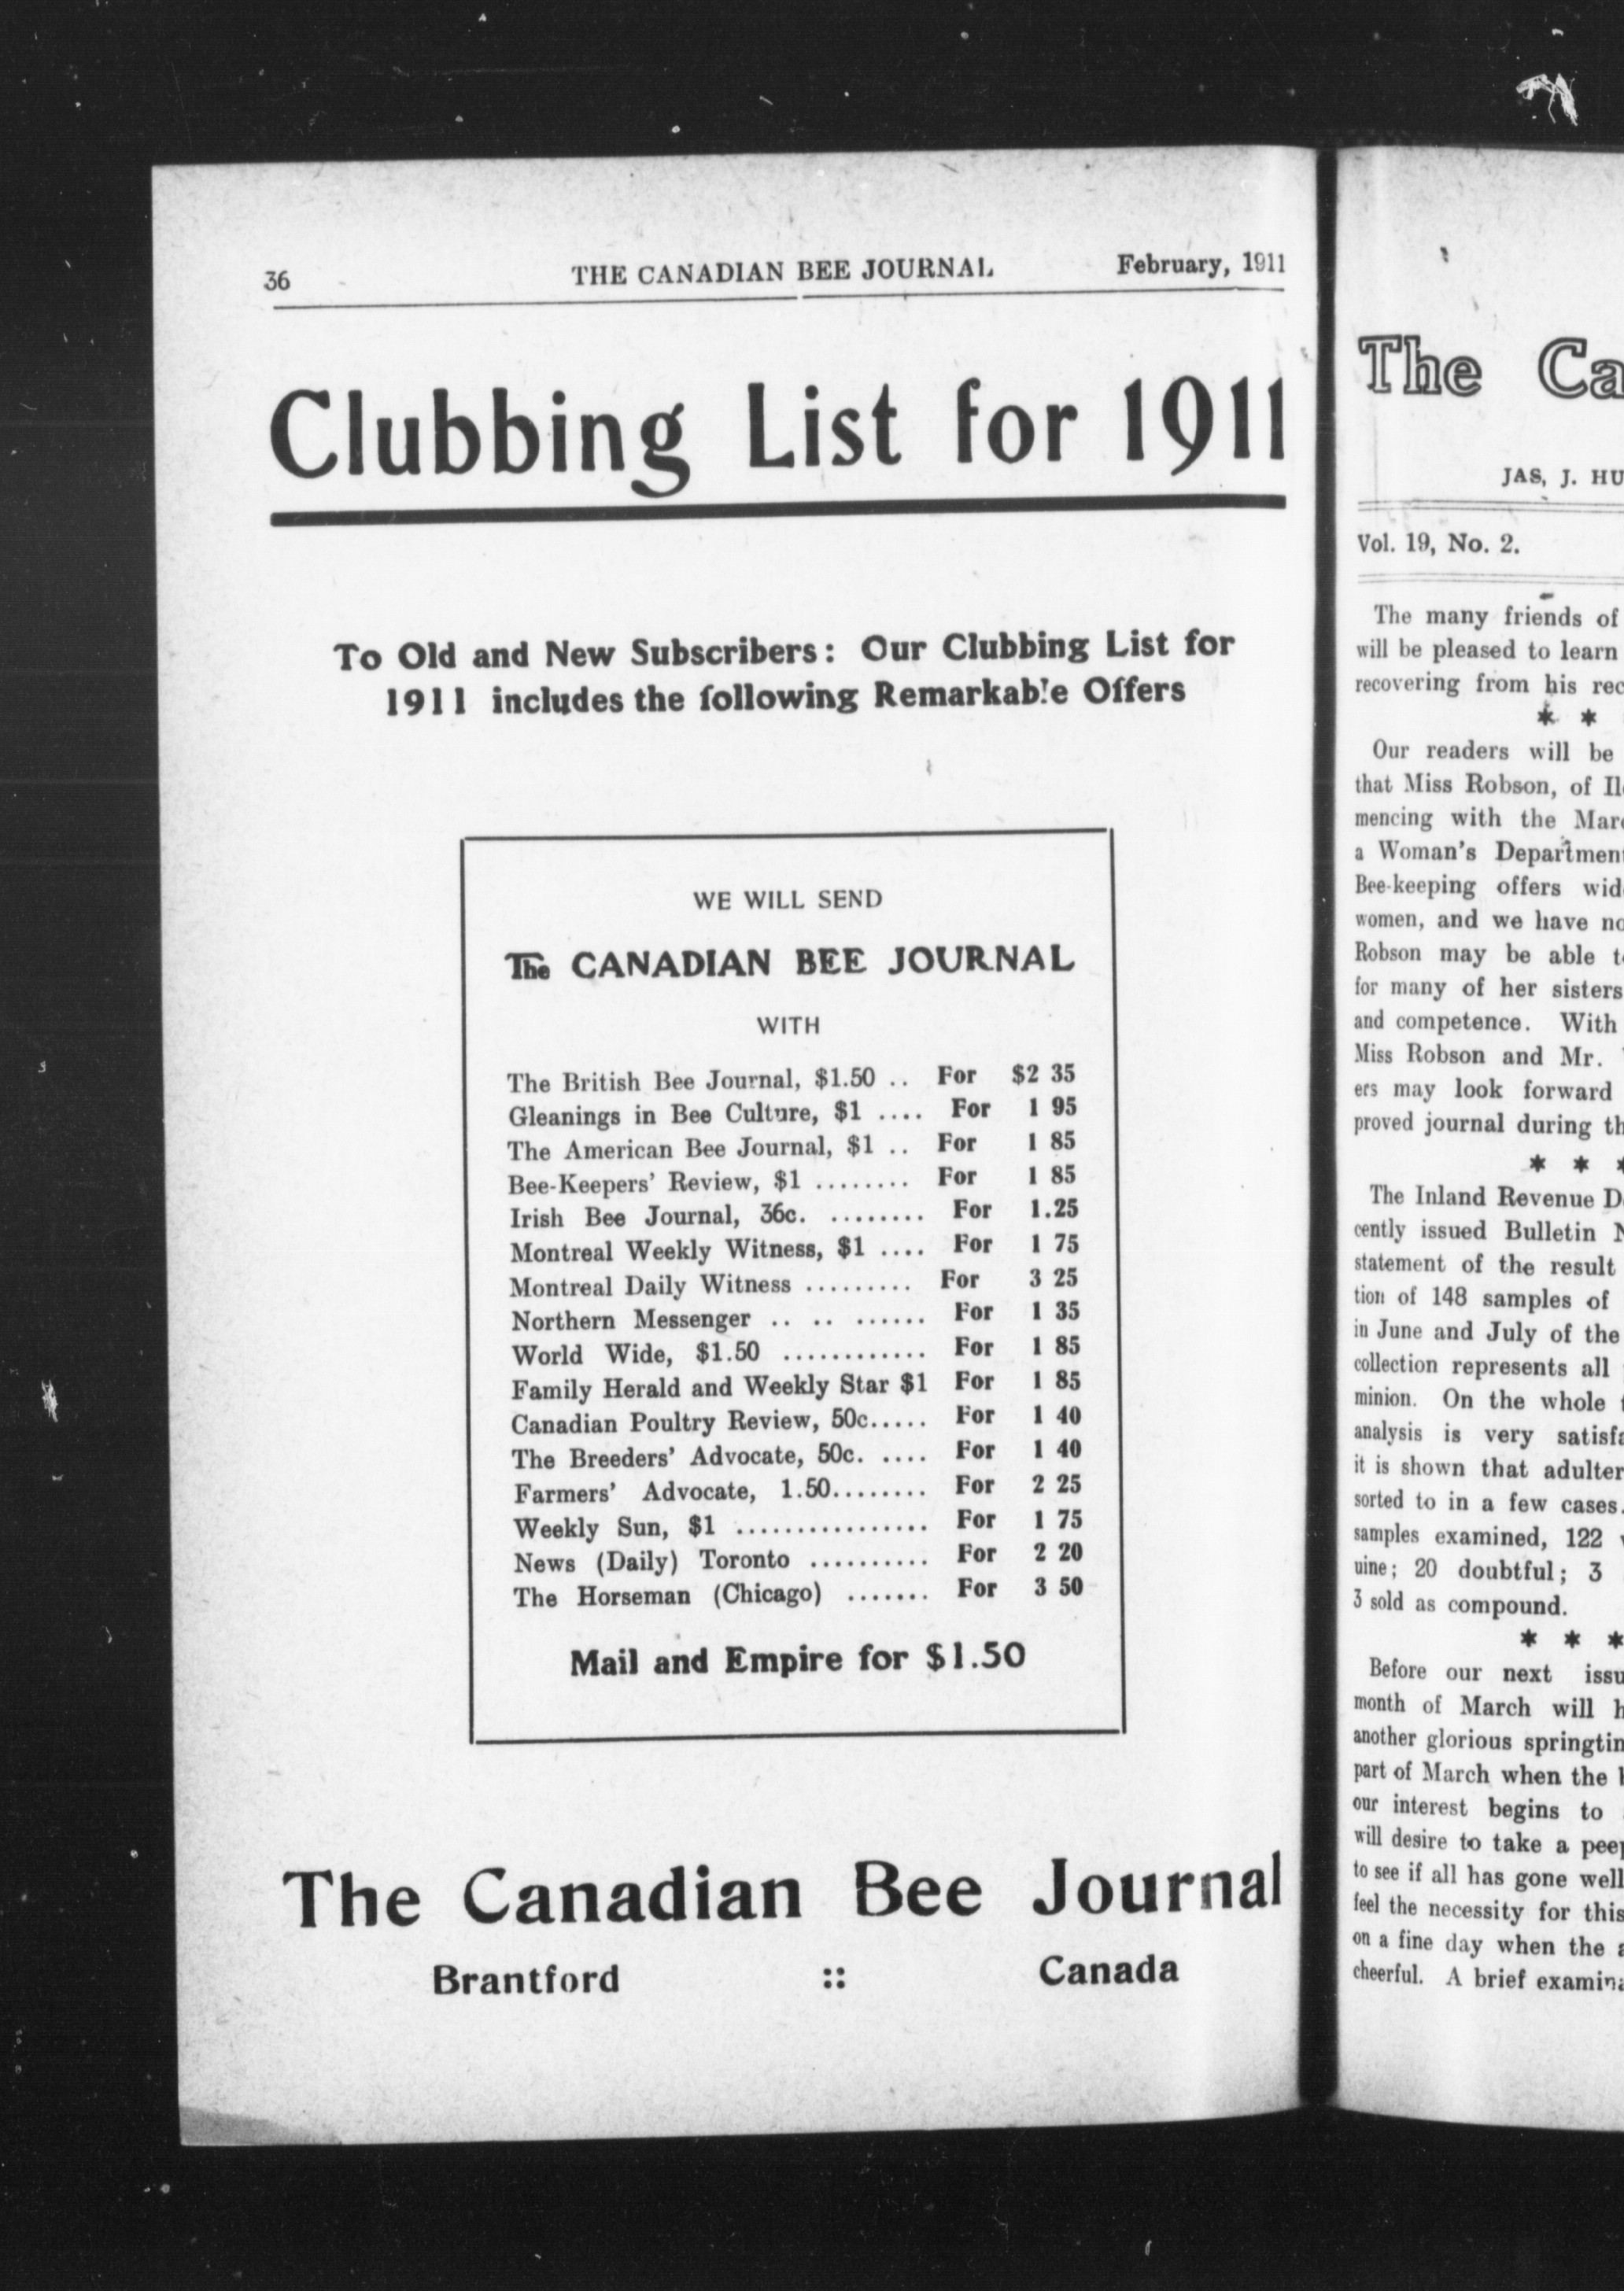 36 THE CANADIAN BEE JOURNAL February, 1911
Clubbing List for 1911
To Old and New Subscribers: Our Clubbing List for
1911 includes the following Remarkable Offers
WE WILL SEND
The CANADIAN BEE JOURNAL
WITH
The British Bee Journal, $1.50 .. For $2 35
Gleanings in Bee Culture, $1 .... For 1 95
The American Bee Journal, $1 .. For 1 85
Bee-Keepers' Review, $1 ........ For 1 85
Irish Bee Journal, 36c. ........ For 1.25
Montreal Weekly Witness, $1 .... For 1 75
Montreal Daily Witness ......... For 3 25
Northern Messenger .. .. ...... For 1 35
World Wide, $1.50 ............ For 1 85
Family Herald and Weekly Star $1 For 1 85
Canadian Poultry Review, 50c..... For 1 40
The Breeders' Advocate, 50c. .... For 1 40
Farmers' Advocate, 1.50........ For 2 25
Weekly Sun, $1 ................ For 1 75
News (Daily) Toronto .......... For 2 20
The Horseman (Chicago) ....... For 3 50
Mail and Empire for $1.50
The Canadian Bee Journal
Brantford :: Canada
The Ca
JAS, J. HU
Vol. 19, No. 2.
The many friends of
will be pleased to learn
recovering from his rec
* *
Our readers will be
that Miss Robson, of Il
mencing with the Marc
a Woman's Department
Bee-keeping offers wid
women, and we have no
Robson may be able t
for many of her sisters
and competence. With
Miss Robson and Mr.
ers may look forward
proved journal during th
* * *
The Inland Revenue D
cently issued Bulletin N
statement of the result
tion of 148 samples of
in June and July of the
collection represents all
minion. On the whole
analysis is very satisfa
it is shown that adulter
sorted to in a few cases.
samples examined, 122
uine; 20 doubtful; 3
3 sold as compound.
* * *
Before our next issu
month of March will h
another glorious springtim
part of March when the
our interest begins to
will desire to take a peep
to see if all has gone well
feel the necessity for this
on a fine day when the a
cheerful. A brief examina